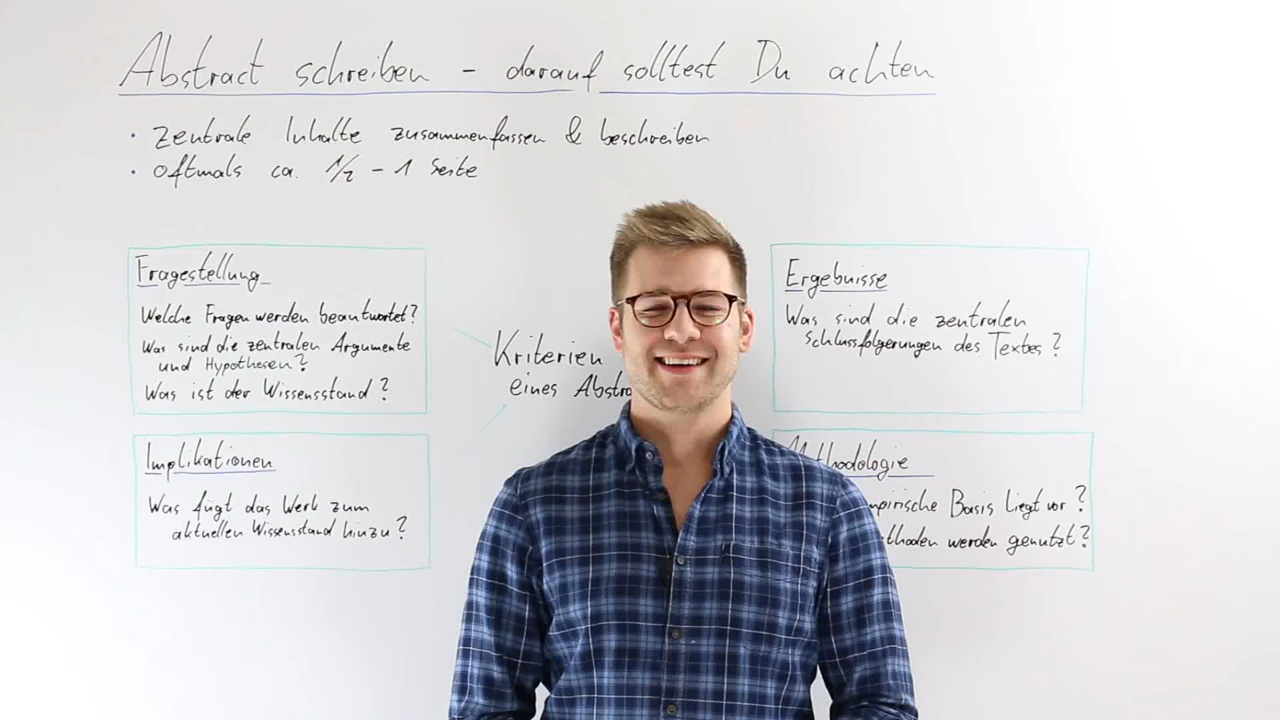 Abstract schreiben - darauf solltest Du achten
• zentrale Inhalte zusammenfassen & beschreiben
• oftmals ca. 1/2 - 1 Seite
Fragestellung
Welche Fragen werden beantwortet?
Was sind die zentralen Argumente
und Hypothesen?
Was ist der Wissensstand?
Implikationen
Was fügt das Werk zum
aktuellen Wissensstand hinzu?
Kriterien
eines
Ergebnisse
Was sind die zentralen
Schlussfolgerungen des Textes?
Methodologie
Basis liegt vor?
werden genutzt?